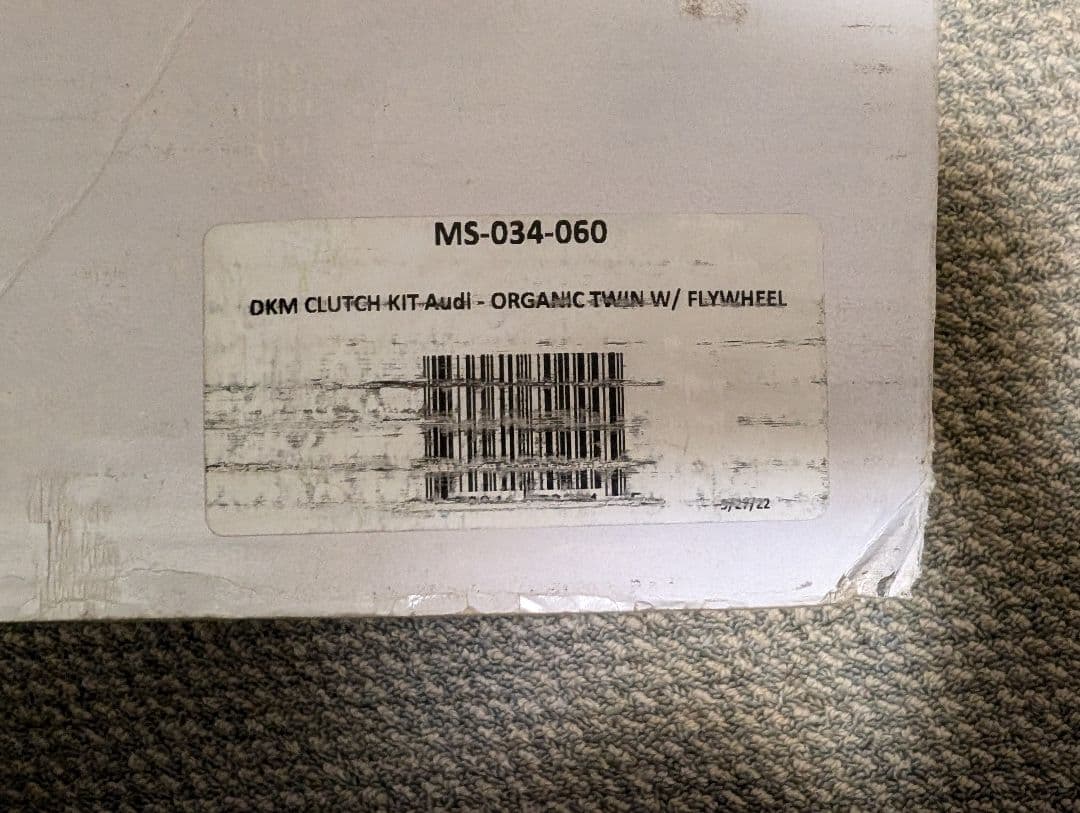 MS-034-060
DKM CLUTCH KIT Audi - ORGANIC TWIN W/ FLYWHEEL